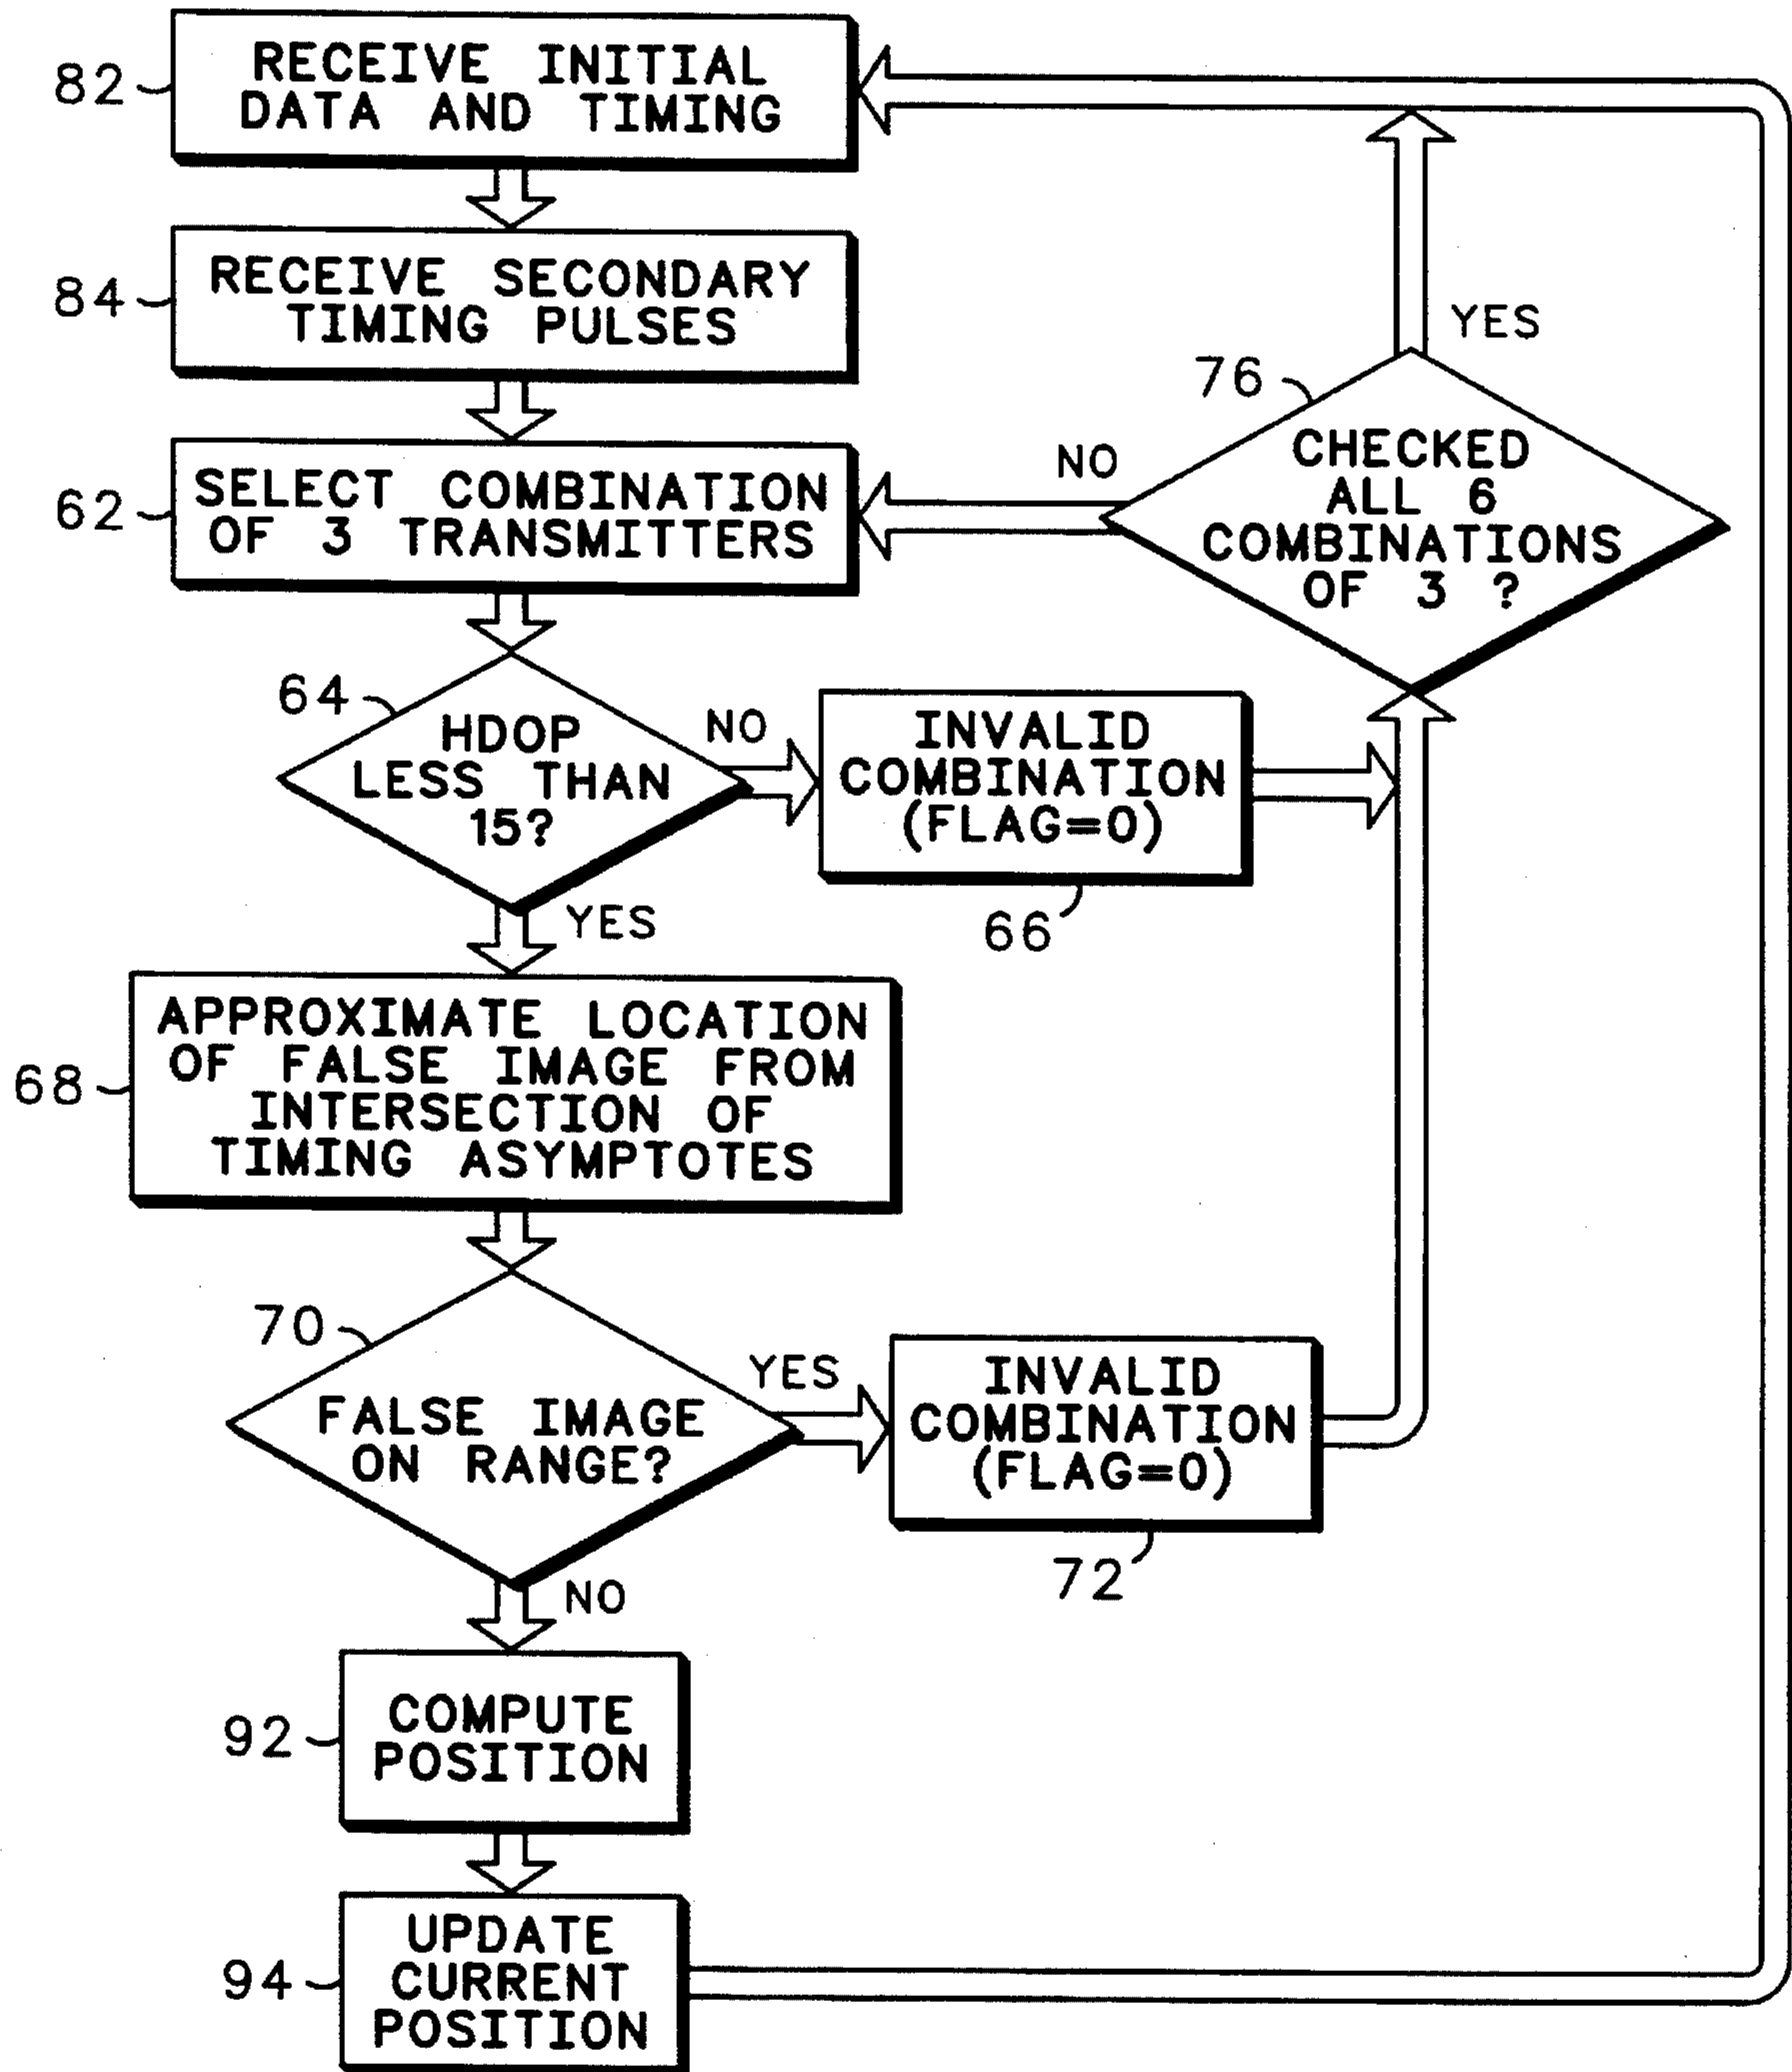 82
RECEIVE INITIAL
DATA AND TIMING
84
RECEIVE SECONDARY
TIMING PULSES
62
SELECT COMBINATION
OF 3 TRANSMITTERS
NO
YES
76
CHECKED
ALL 6
COMBINATIONS
OF 3 ?
64
HDOP
LESS THAN
15?
NO
INVALID
COMBINATION
(FLAG=0)
66
YES
68
APPROXIMATE LOCATION
OF FALSE IMAGE FROM
INTERSECTION OF
TIMING ASYMPTOTES
70
FALSE IMAGE
ON RANGE?
YES
INVALID
COMBINATION
(FLAG=0)
72
NO
92
COMPUTE
POSITION
94
UPDATE
CURRENT
POSITION